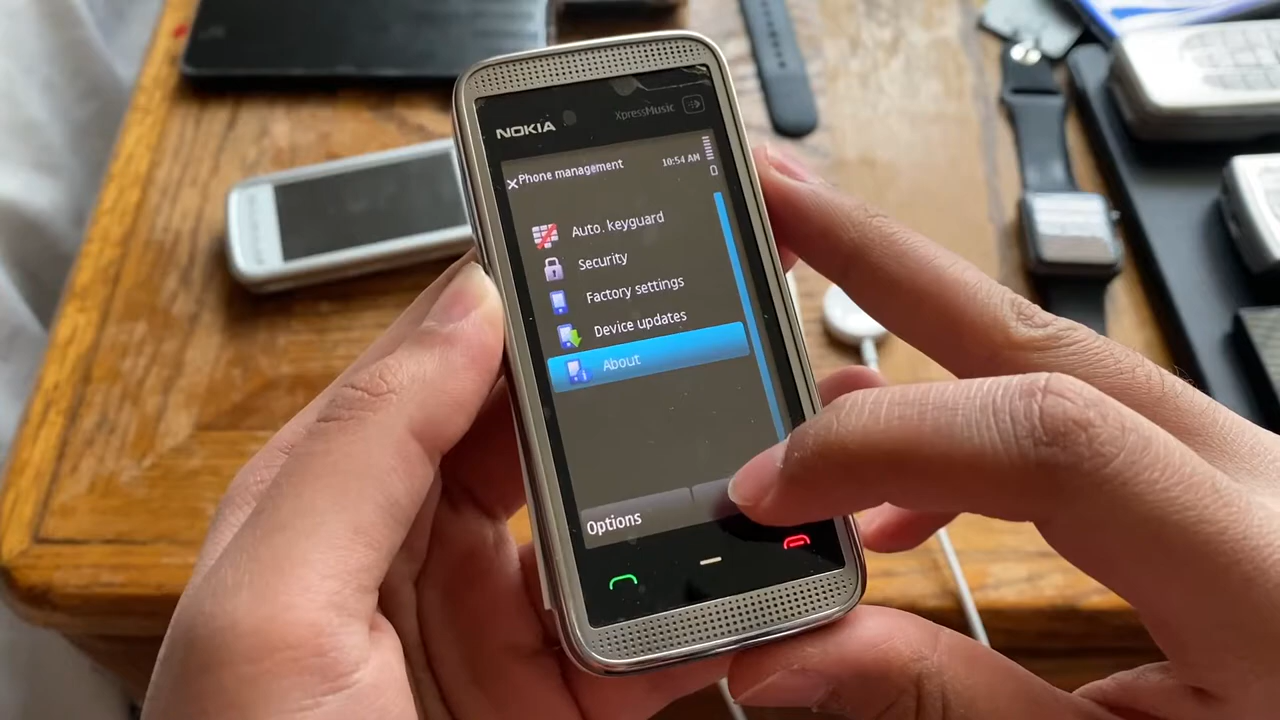 XpressMusic
NOKIA
Phone management
10:54 AM
Auto. keyguard
Security
Factory settings
Device updates
About
Options